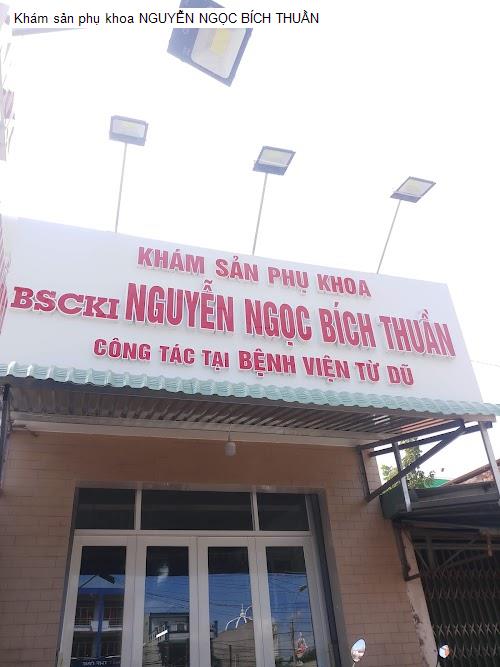 Khám sản phụ khoa NGUYỄN NGỌC BÍCH THUẦN
KHÁM SẢN PHỤ KHOA
BSCKI NGUYỄN NGỌC BÍCH THUẦN
CÔNG TÁC TẠI BỆNH VIỆN TỪ DŨ